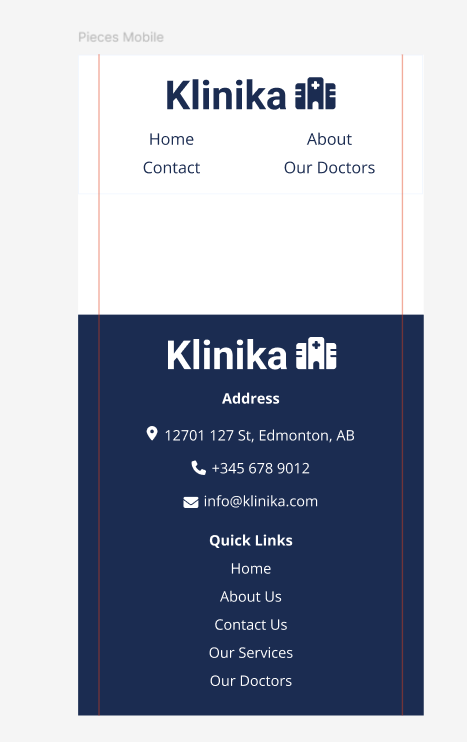 Pieces Mobile
Klinika
Home About
Contact Our Doctors
Klinika
Address
12701 127 St, Edmonton, AB
+345 678 9012
info@klinika.com
Quick Links
Home
About Us
Contact Us
Our Services
Our Doctors